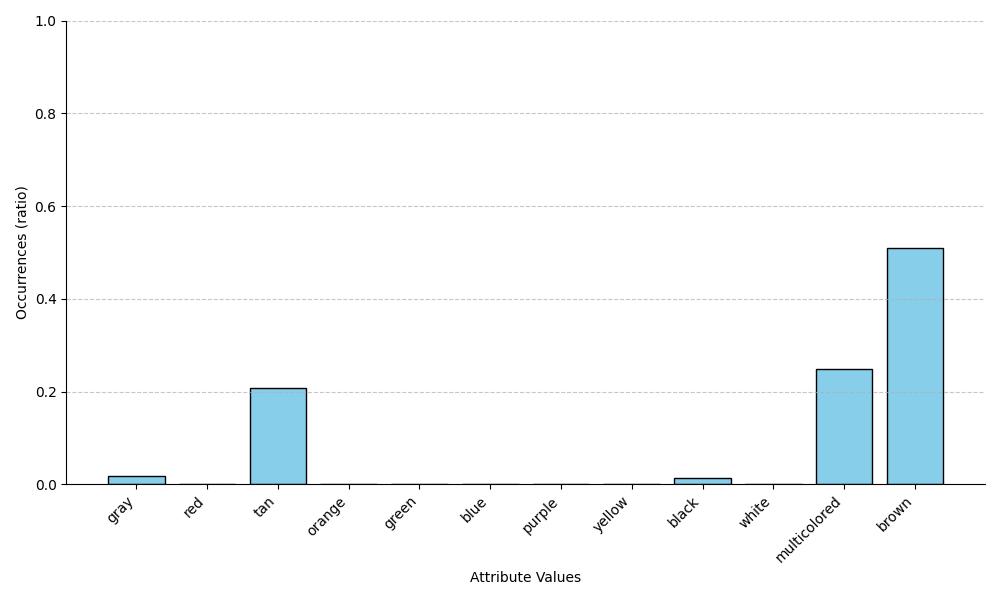 1.0
0.8
0.6
0.4
0.2
0.0
Occurrences (ratio)
gray
red
tan
orange
green
blue
purple
yellow
black
white
multicolored
brown
Attribute Values